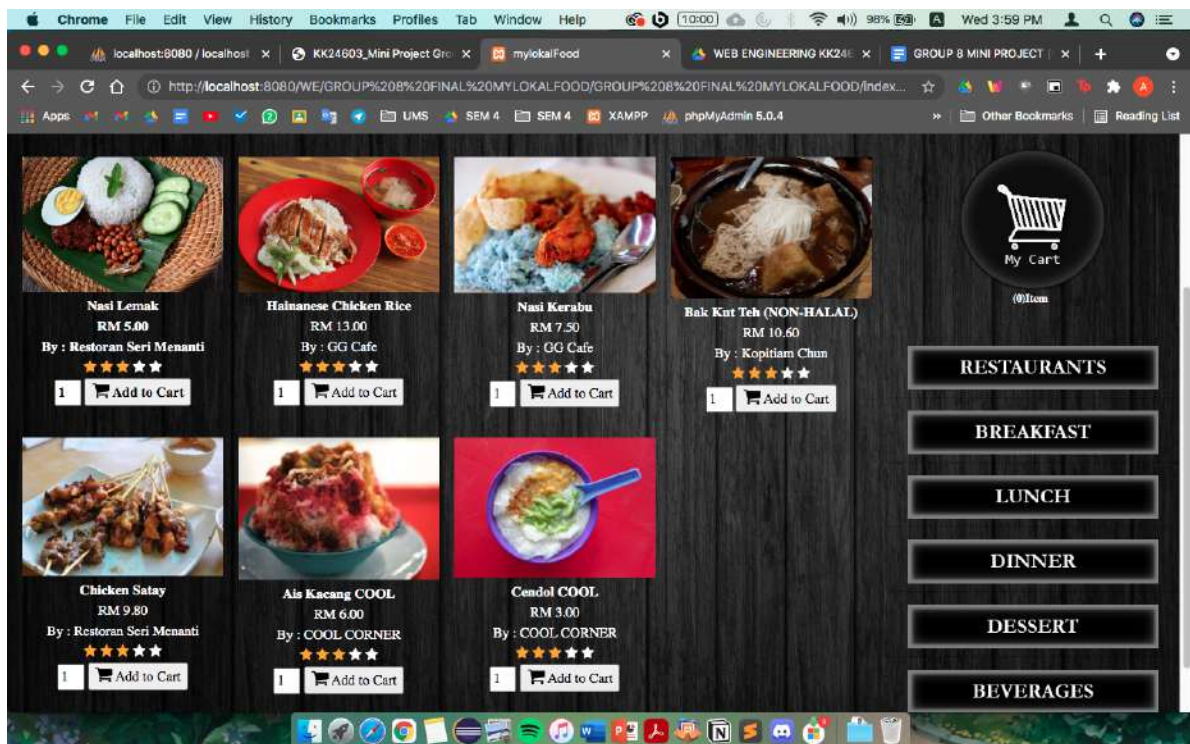 Chrome File Edit View History Bookmarks Profiles Tab Window Help 10:00 98% A Wed 3:59 PM
localhost:8080 / localhost KK24603_Mini Project Gro mylokalFood WEB ENGINEERING KK24 GROUP 8 MINI PROJECT
http://localhost:8080/WE/GROUP%208%20FINAL%20MYLOKALFOOD/GROUP%208%20FINAL%20MYLOKALFOOD/index...
Apps UMS SEM 4 SEM 4 XAMPP phpMyAdmin 5.0.4 » Other Bookmarks Reading List
My Cart
(0)Item
Nasi Lemak
RM 5.00
By : Restoran Seri Menanti
1 Add to Cart
Hainanese Chicken Rice
RM 13.00
By : GG Cafe
1 Add to Cart
Nasi Kerabu
RM 7.50
By : GG Cafe
1 Add to Cart
Bak Kut Teh (NON-HALAL)
RM 10.60
By : Kopitiam Chun
1 Add to Cart
Chicken Satay
RM 9.80
By : Restoran Seri Menanti
1 Add to Cart
Ais Kacang COOL
RM 6.00
By : COOL CORNER
1 Add to Cart
Cendol COOL
RM 3.00
By : COOL CORNER
1 Add to Cart
RESTAURANTS
BREAKFAST
LUNCH
DINNER
DESSERT
BEVERAGES